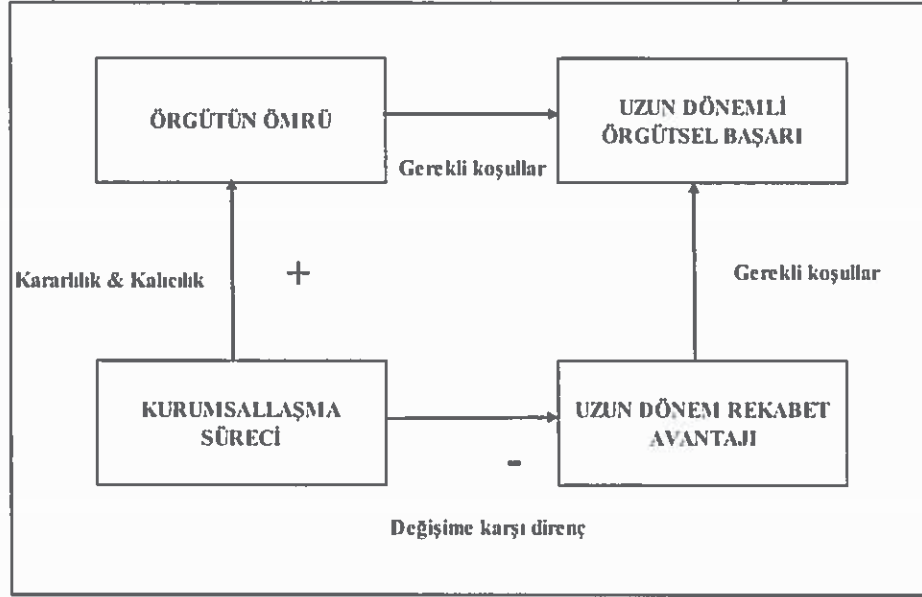 ÖRGÜTÜN ÖMRÜ
UZUN DÖNEMLİ
ÖRGÜTSEL BAŞARI
Gerekli koşullar
Kararlılık & Kalıcılık
+
Gerekli koşullar
KURUMSALLAŞMA
SÜRECİ
UZUN DÖNEM REKABET
AVANTAJI
-
Değişime karşı direnç